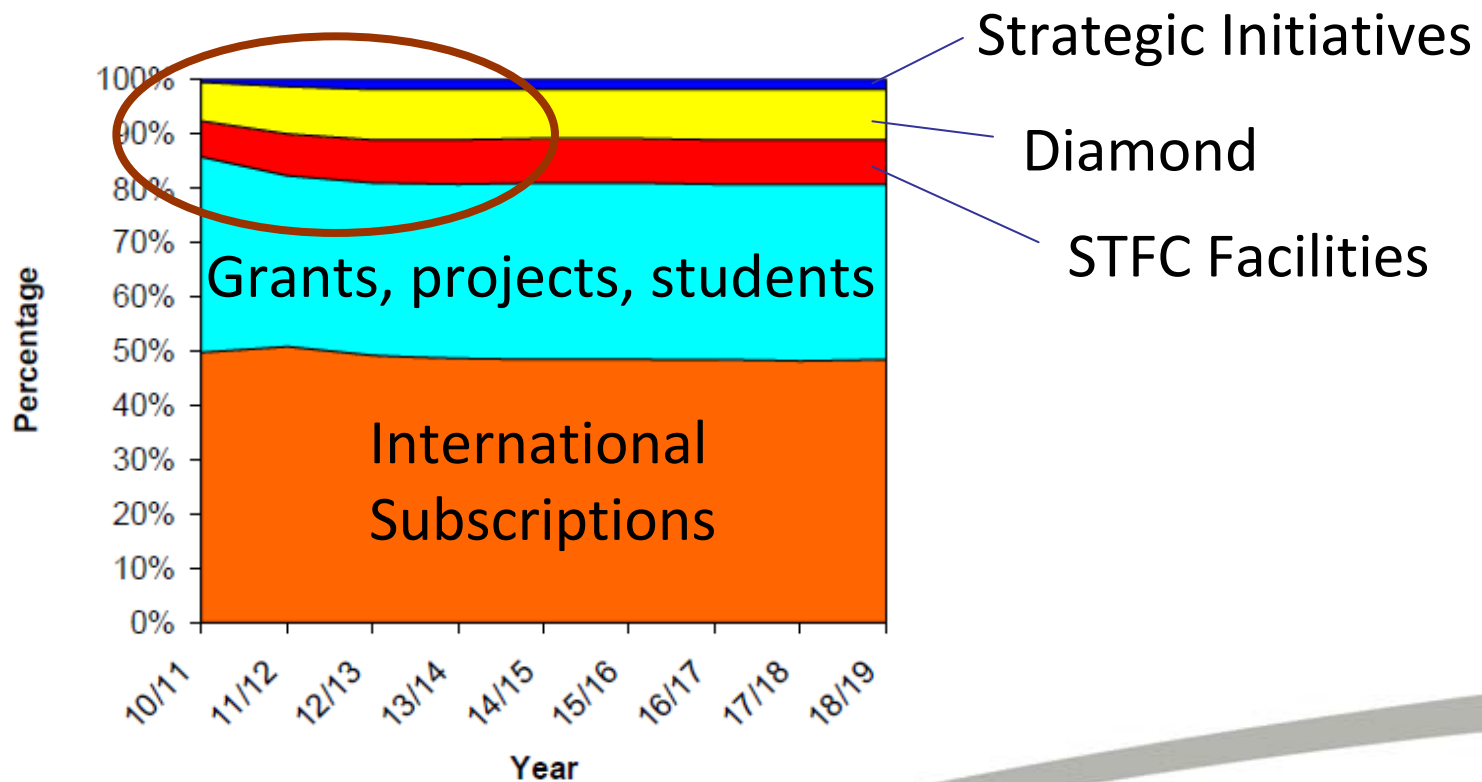 Strategic Initiatives
Diamond
STFC Facilities
100%
90%
80%
70%
60%
50%
40%
30%
20%
10%
0%
Percentage
Grants, projects, students
International
Subscriptions
10/11
11/12
12/13
13/14
14/15
15/16
16/17
17/18
18/19
Year